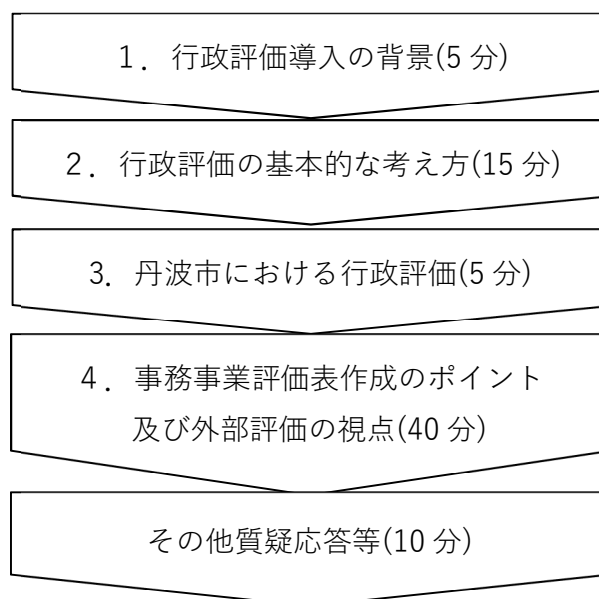 1．行政評価導入の背景(5 分)
2．行政評価の基本的な考え方(15 分)
3．丹波市における行政評価(5 分)
4．事務事業評価表作成のポイント
及び外部評価の視点(40 分)
その他質疑応答等(10 分)